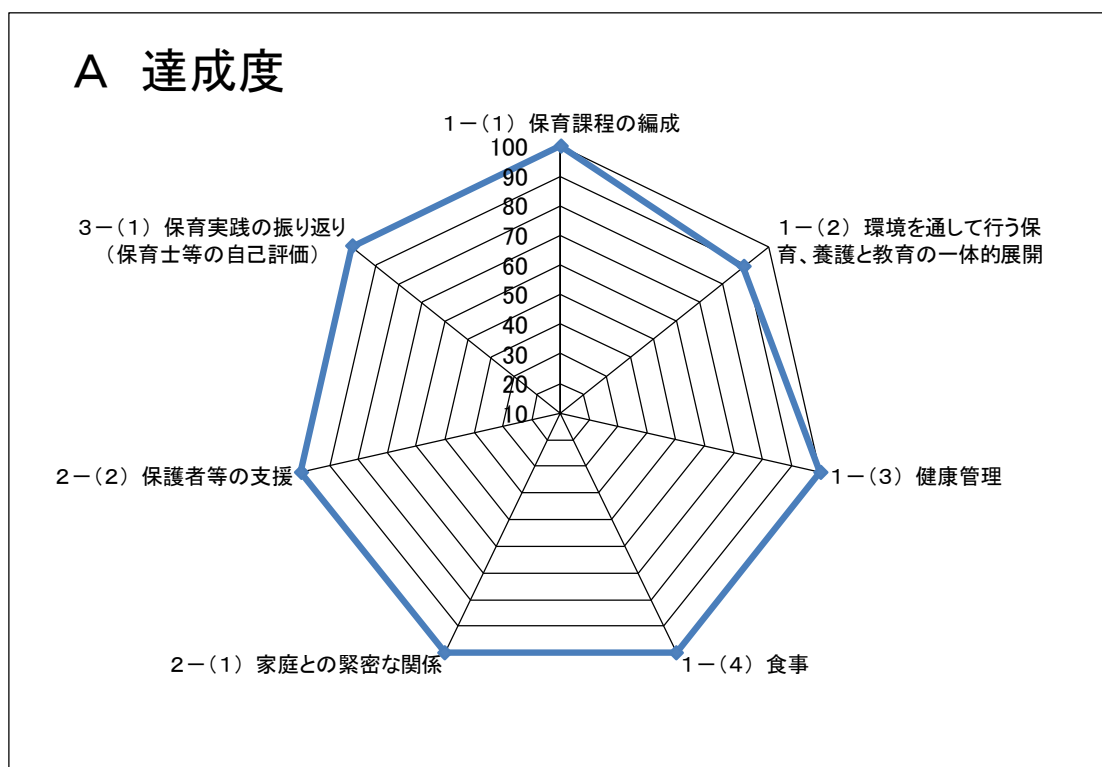 A 達成度
1-(1) 保育課程の編成
100
90
80
70
60
50
40
30
20
10
1-(2) 環境を通して行う保
育、養護と教育の一体的展開
1-(3) 健康管理
1-(4) 食事
2-(1) 家庭との緊密な関係
2-(2) 保護者等の支援
3-(1) 保育実践の振り返り
(保育士等の自己評価)